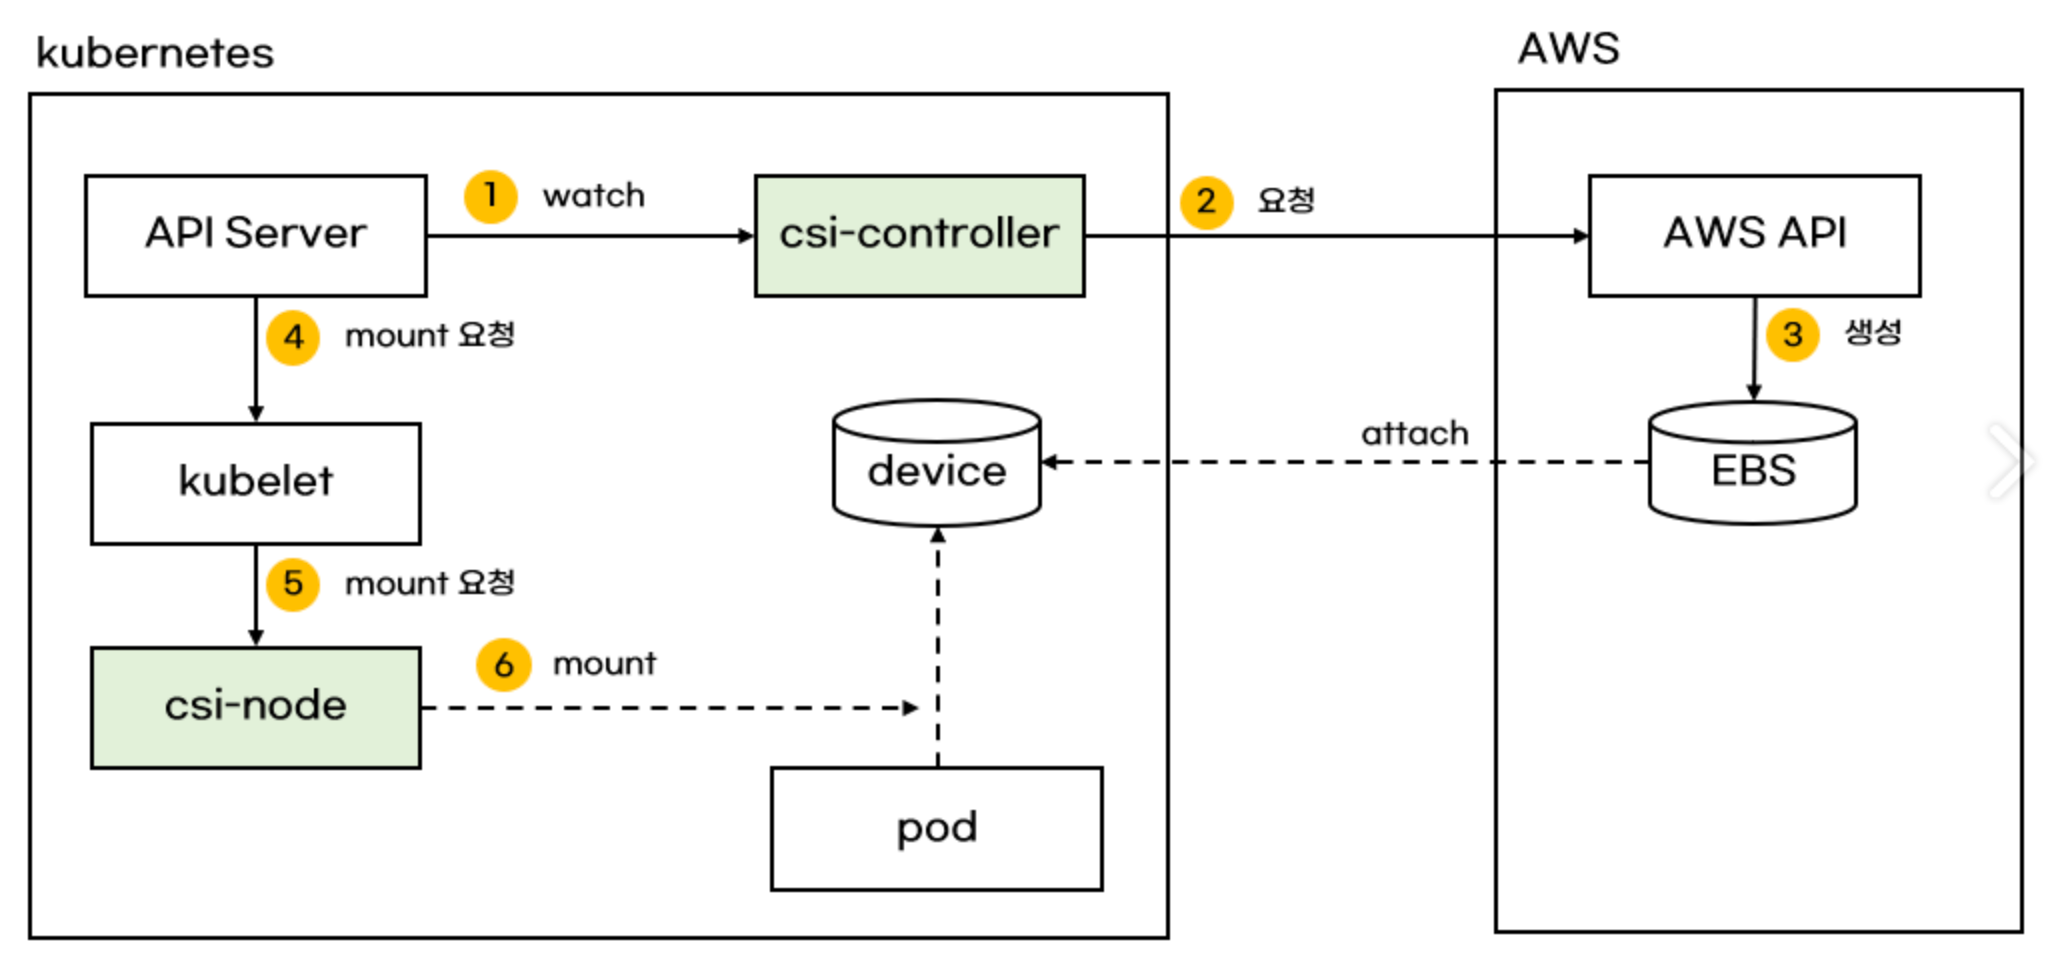 kubernetes
AWS
API Server
1 watch
csi-controller
2 요청
AWS API
4 mount 요청
3 생성
kubelet
device
attach
EBS
5 mount 요청
csi-node
6 mount
pod